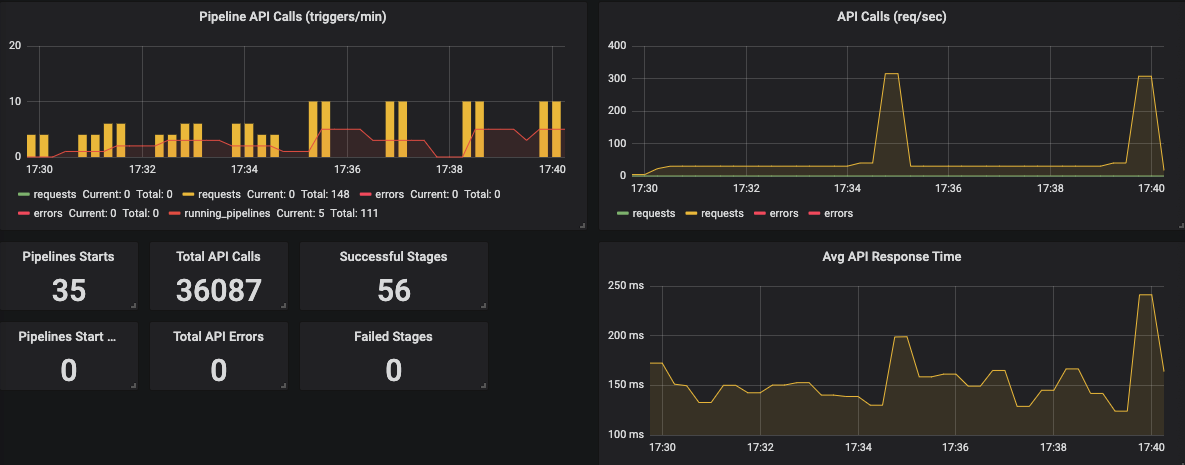 Pipeline API Calls (triggers/min)
20
10
0
17:30 17:32 17:34 17:36 17:38 17:40
requests Current: 0 Total: 0 requests Current: 0 Total: 148 errors Current: 0 Total: 0
errors Current: 0 Total: 0 running_pipelines Current: 5 Total: 111
API Calls (req/sec)
400
300
200
100
0
17:30 17:32 17:34 17:36 17:38 17:40
requests requests errors errors
Pipelines Starts
35
Total API Calls
36087
Successful Stages
56
Pipelines Start ...
0
Total API Errors
0
Failed Stages
0
Avg API Response Time
250 ms
200 ms
150 ms
100 ms
17:30 17:32 17:34 17:36 17:38 17:40